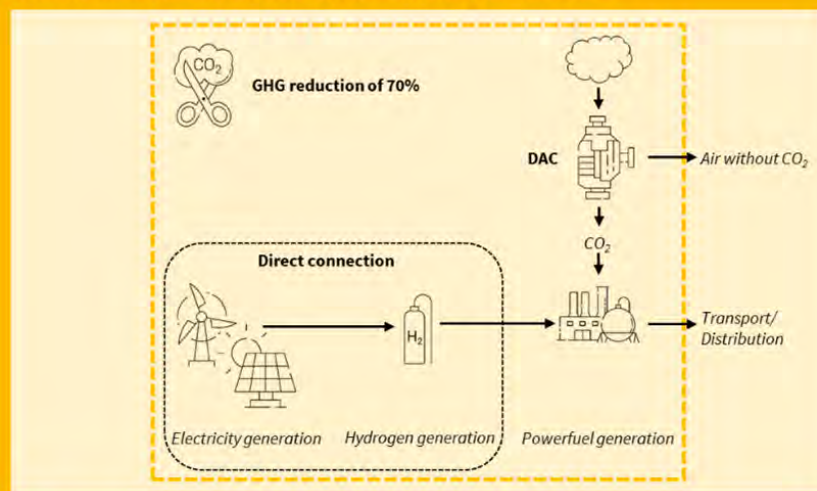 CO₂
GHG reduction of 70%
DAC
Air without CO₂
CO₂
Direct connection
H₂
Transport/
Distribution
Electricity generation
Hydrogen generation
Powerfuel generation